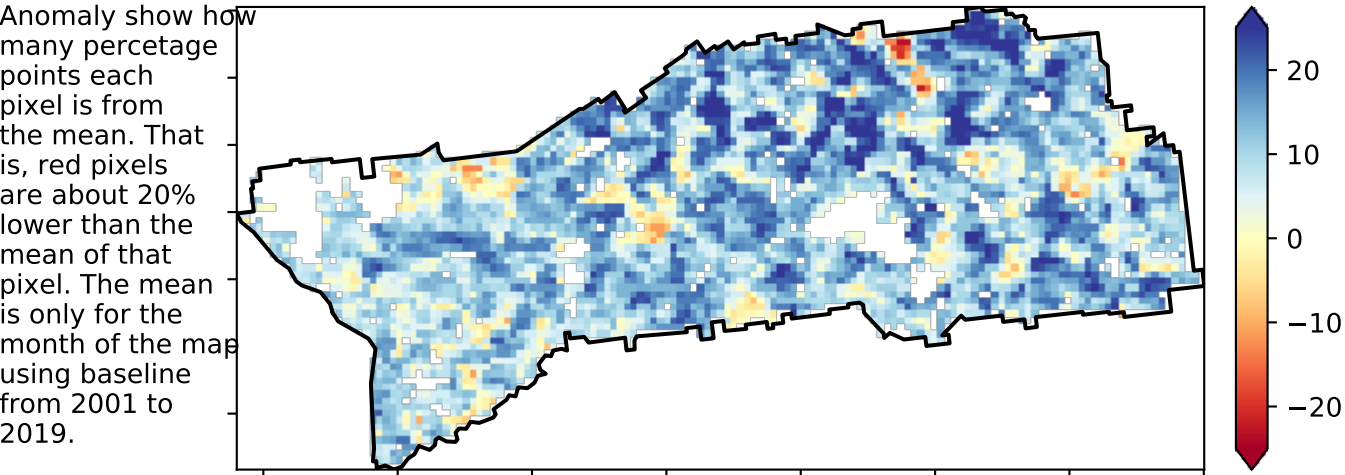 Anomaly show how
many percetage
points each
pixel is from
the mean. That
is, red pixels
are about 20%
lower than the
mean of that
pixel. The mean
is only for the
month of the map
using baseline
from 2001 to
2019.
20
10
0
−10
−20